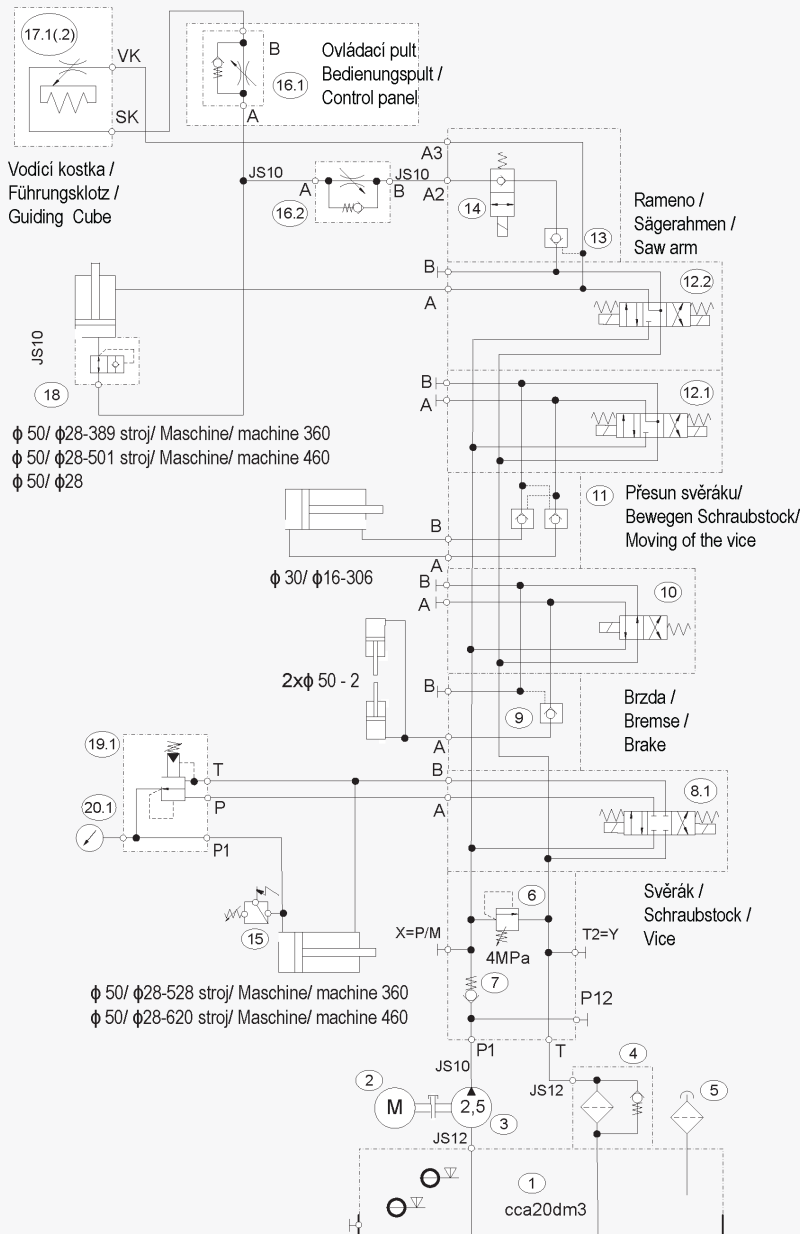 17.1(.2)
VK
SK
Vodící kostka /
Führungsklotz /
Guiding Cube
B
16.1
A
Ovládací pult
Bedienungspult /
Control panel
JS10
A
16.2
B
JS10
A3
A2
14
13
Rameno /
Sägerahmen /
Saw arm
B
A
12.2
JS10
18
B
A
12.1
ϕ 50/ ϕ28-389 stroj/ Maschine/ machine 360
ϕ 50/ ϕ28-501 stroj/ Maschine/ machine 460
ϕ 50/ ϕ28
11
Přesun svěráku/
Bewegen Schraubstock/
Moving of the vice
B
A
ϕ 30/ ϕ16-306
B
A
10
2xϕ 50 - 2
B
9
A
Brzda /
Bremse /
Brake
19.1
T
P
20.1
P1
B
A
8.1
15
Svěrák /
Schraubstock /
Vice
6
X=P/M
4MPa
T2=Y
7
P12
ϕ 50/ ϕ28-528 stroj/ Maschine/ machine 360
ϕ 50/ ϕ28-620 stroj/ Maschine/ machine 460
P1
T
JS10
2
M
2,5
3
JS12
JS12
4
5
1
cca20dm3